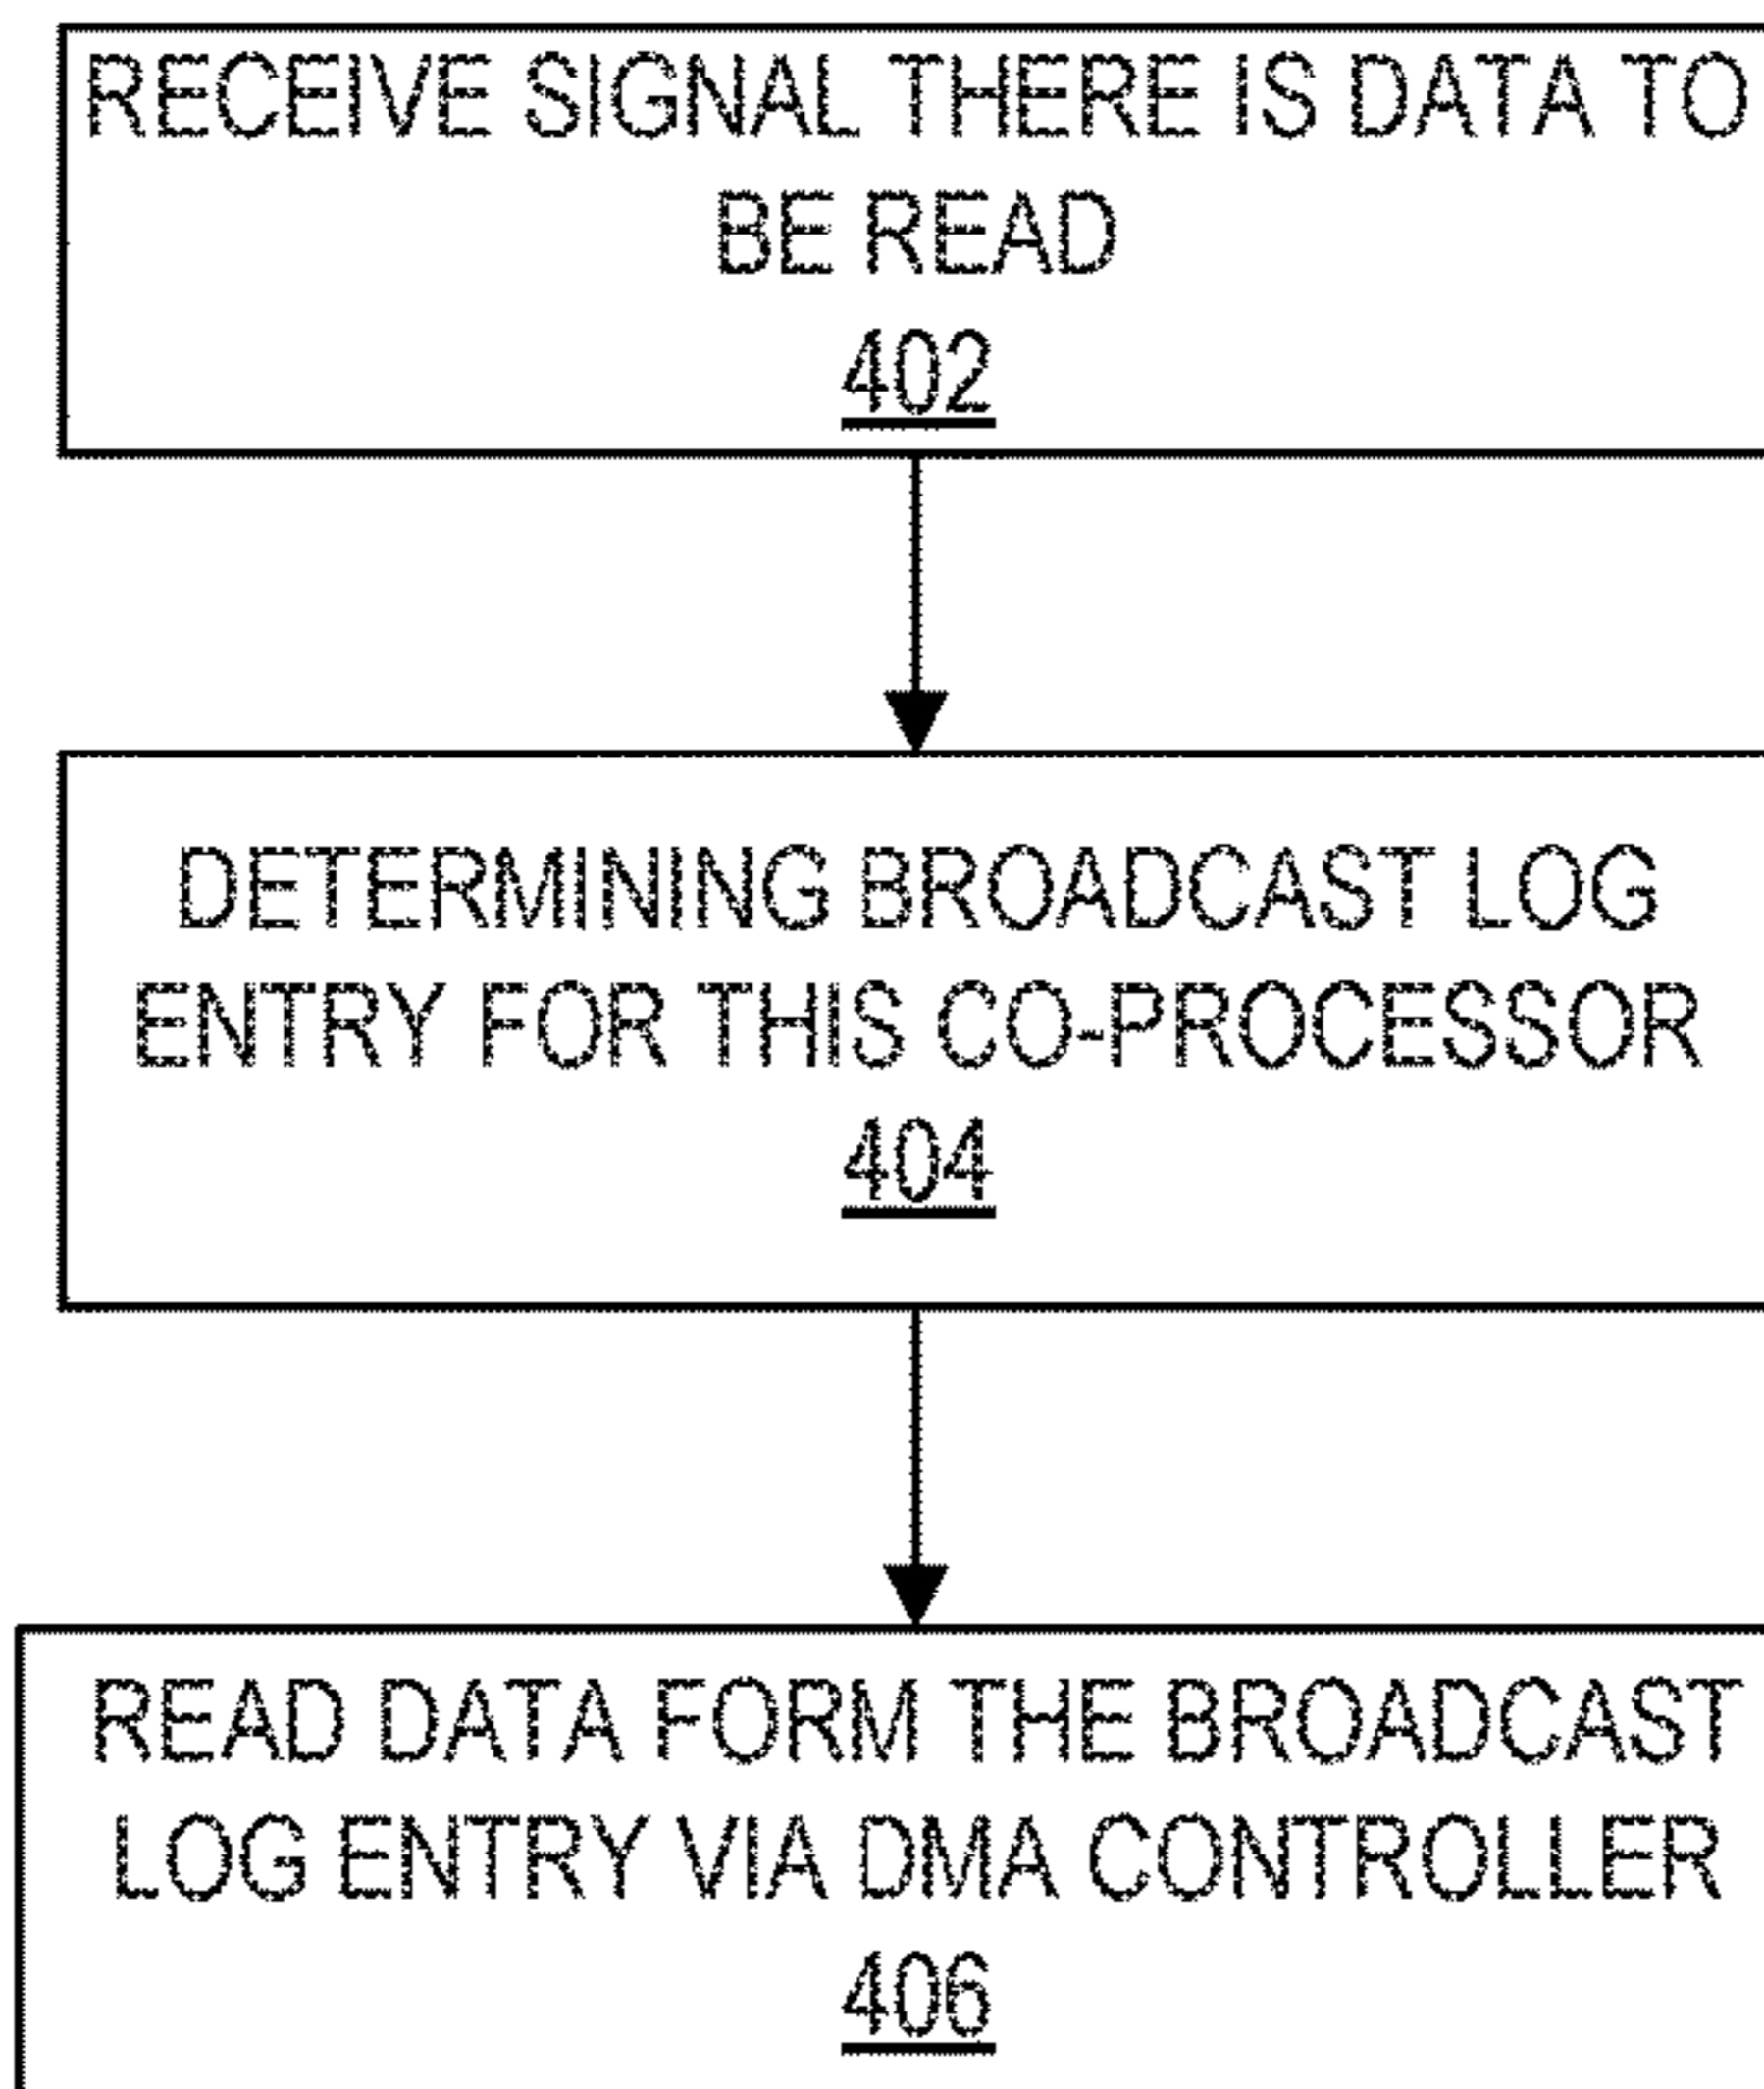 RECEIVE SIGNAL THERE IS DATA TO
BE READ
402
DETERMINING BROADCAST LOG
ENTRY FOR THIS CO-PROCESSOR
404
READ DATA FORM THE BROADCAST
LOG ENTRY VIA DMA CONTROLLER
406